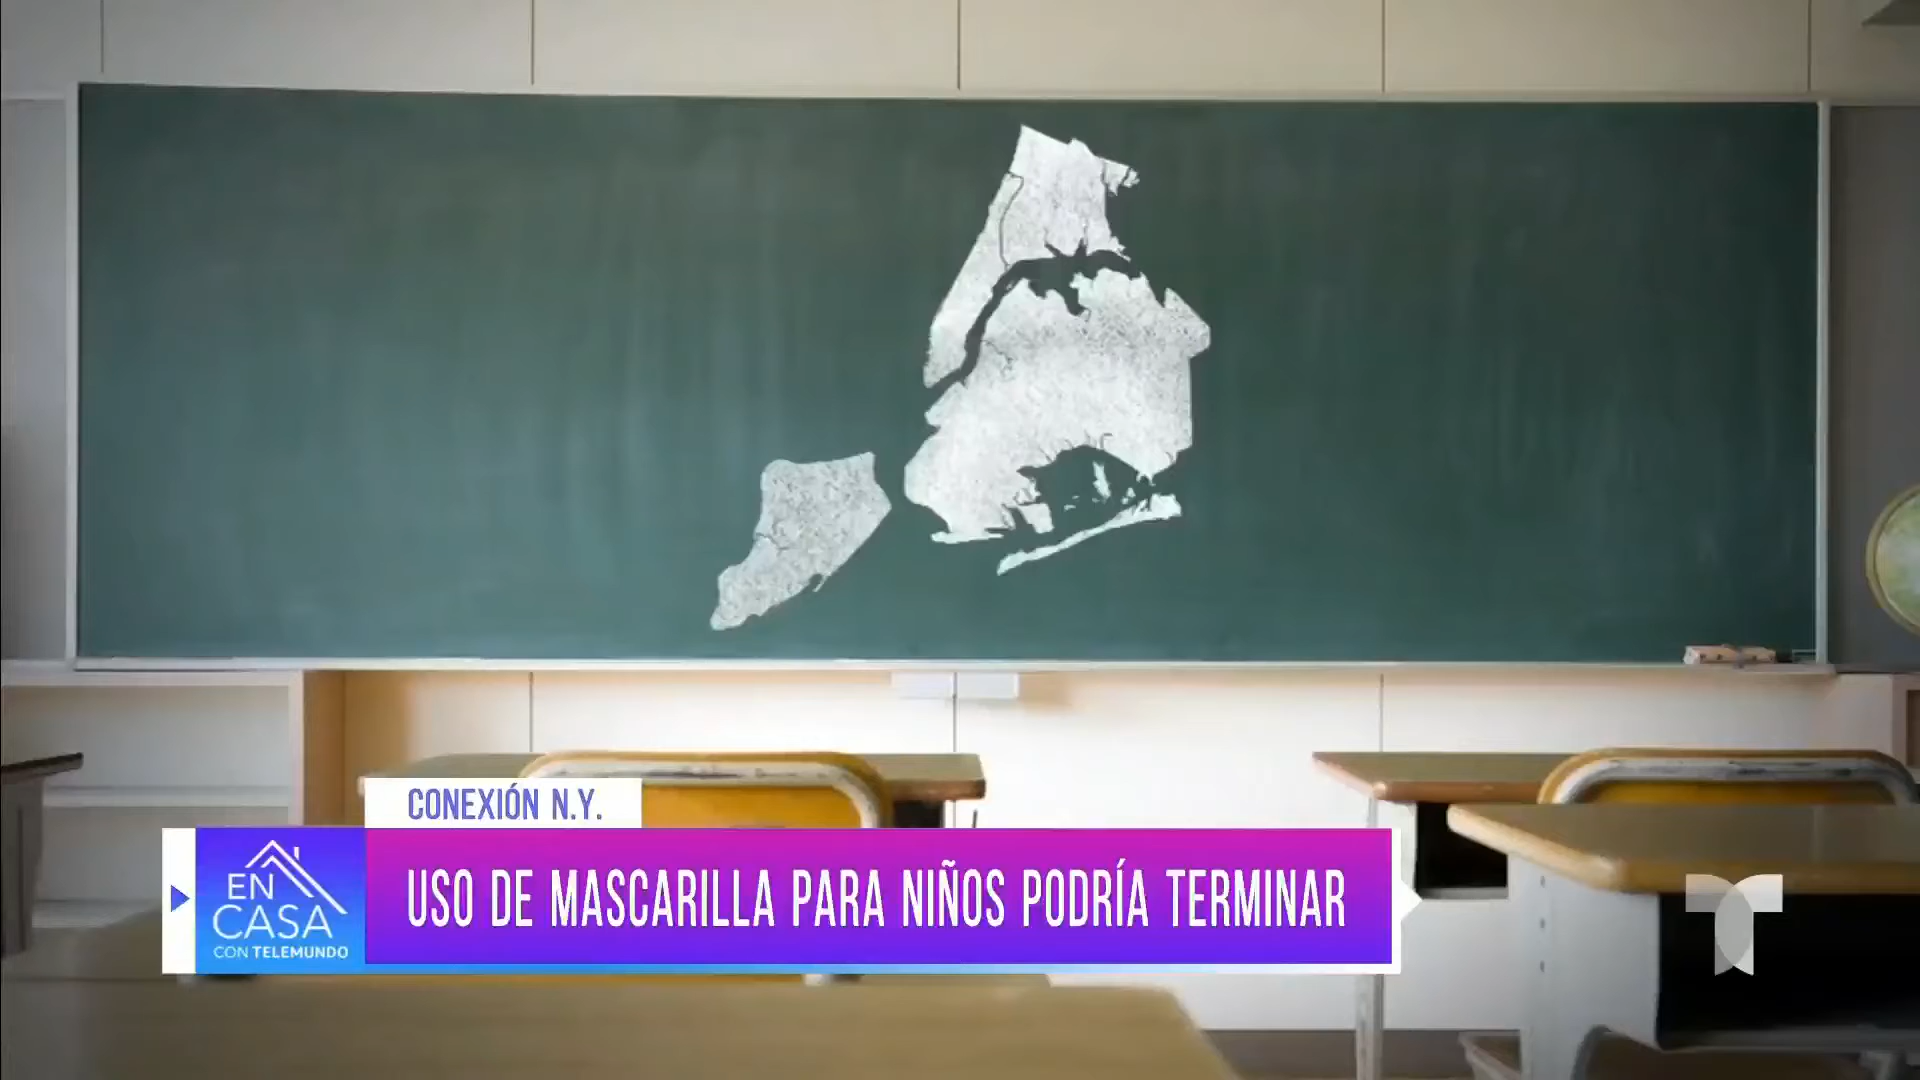 CONEXIÓN N.Y.
EN
CASA
CON TELEMUNDO
USO DE MASCARILLA PARA NIÑOS PODRÍA TERMINAR